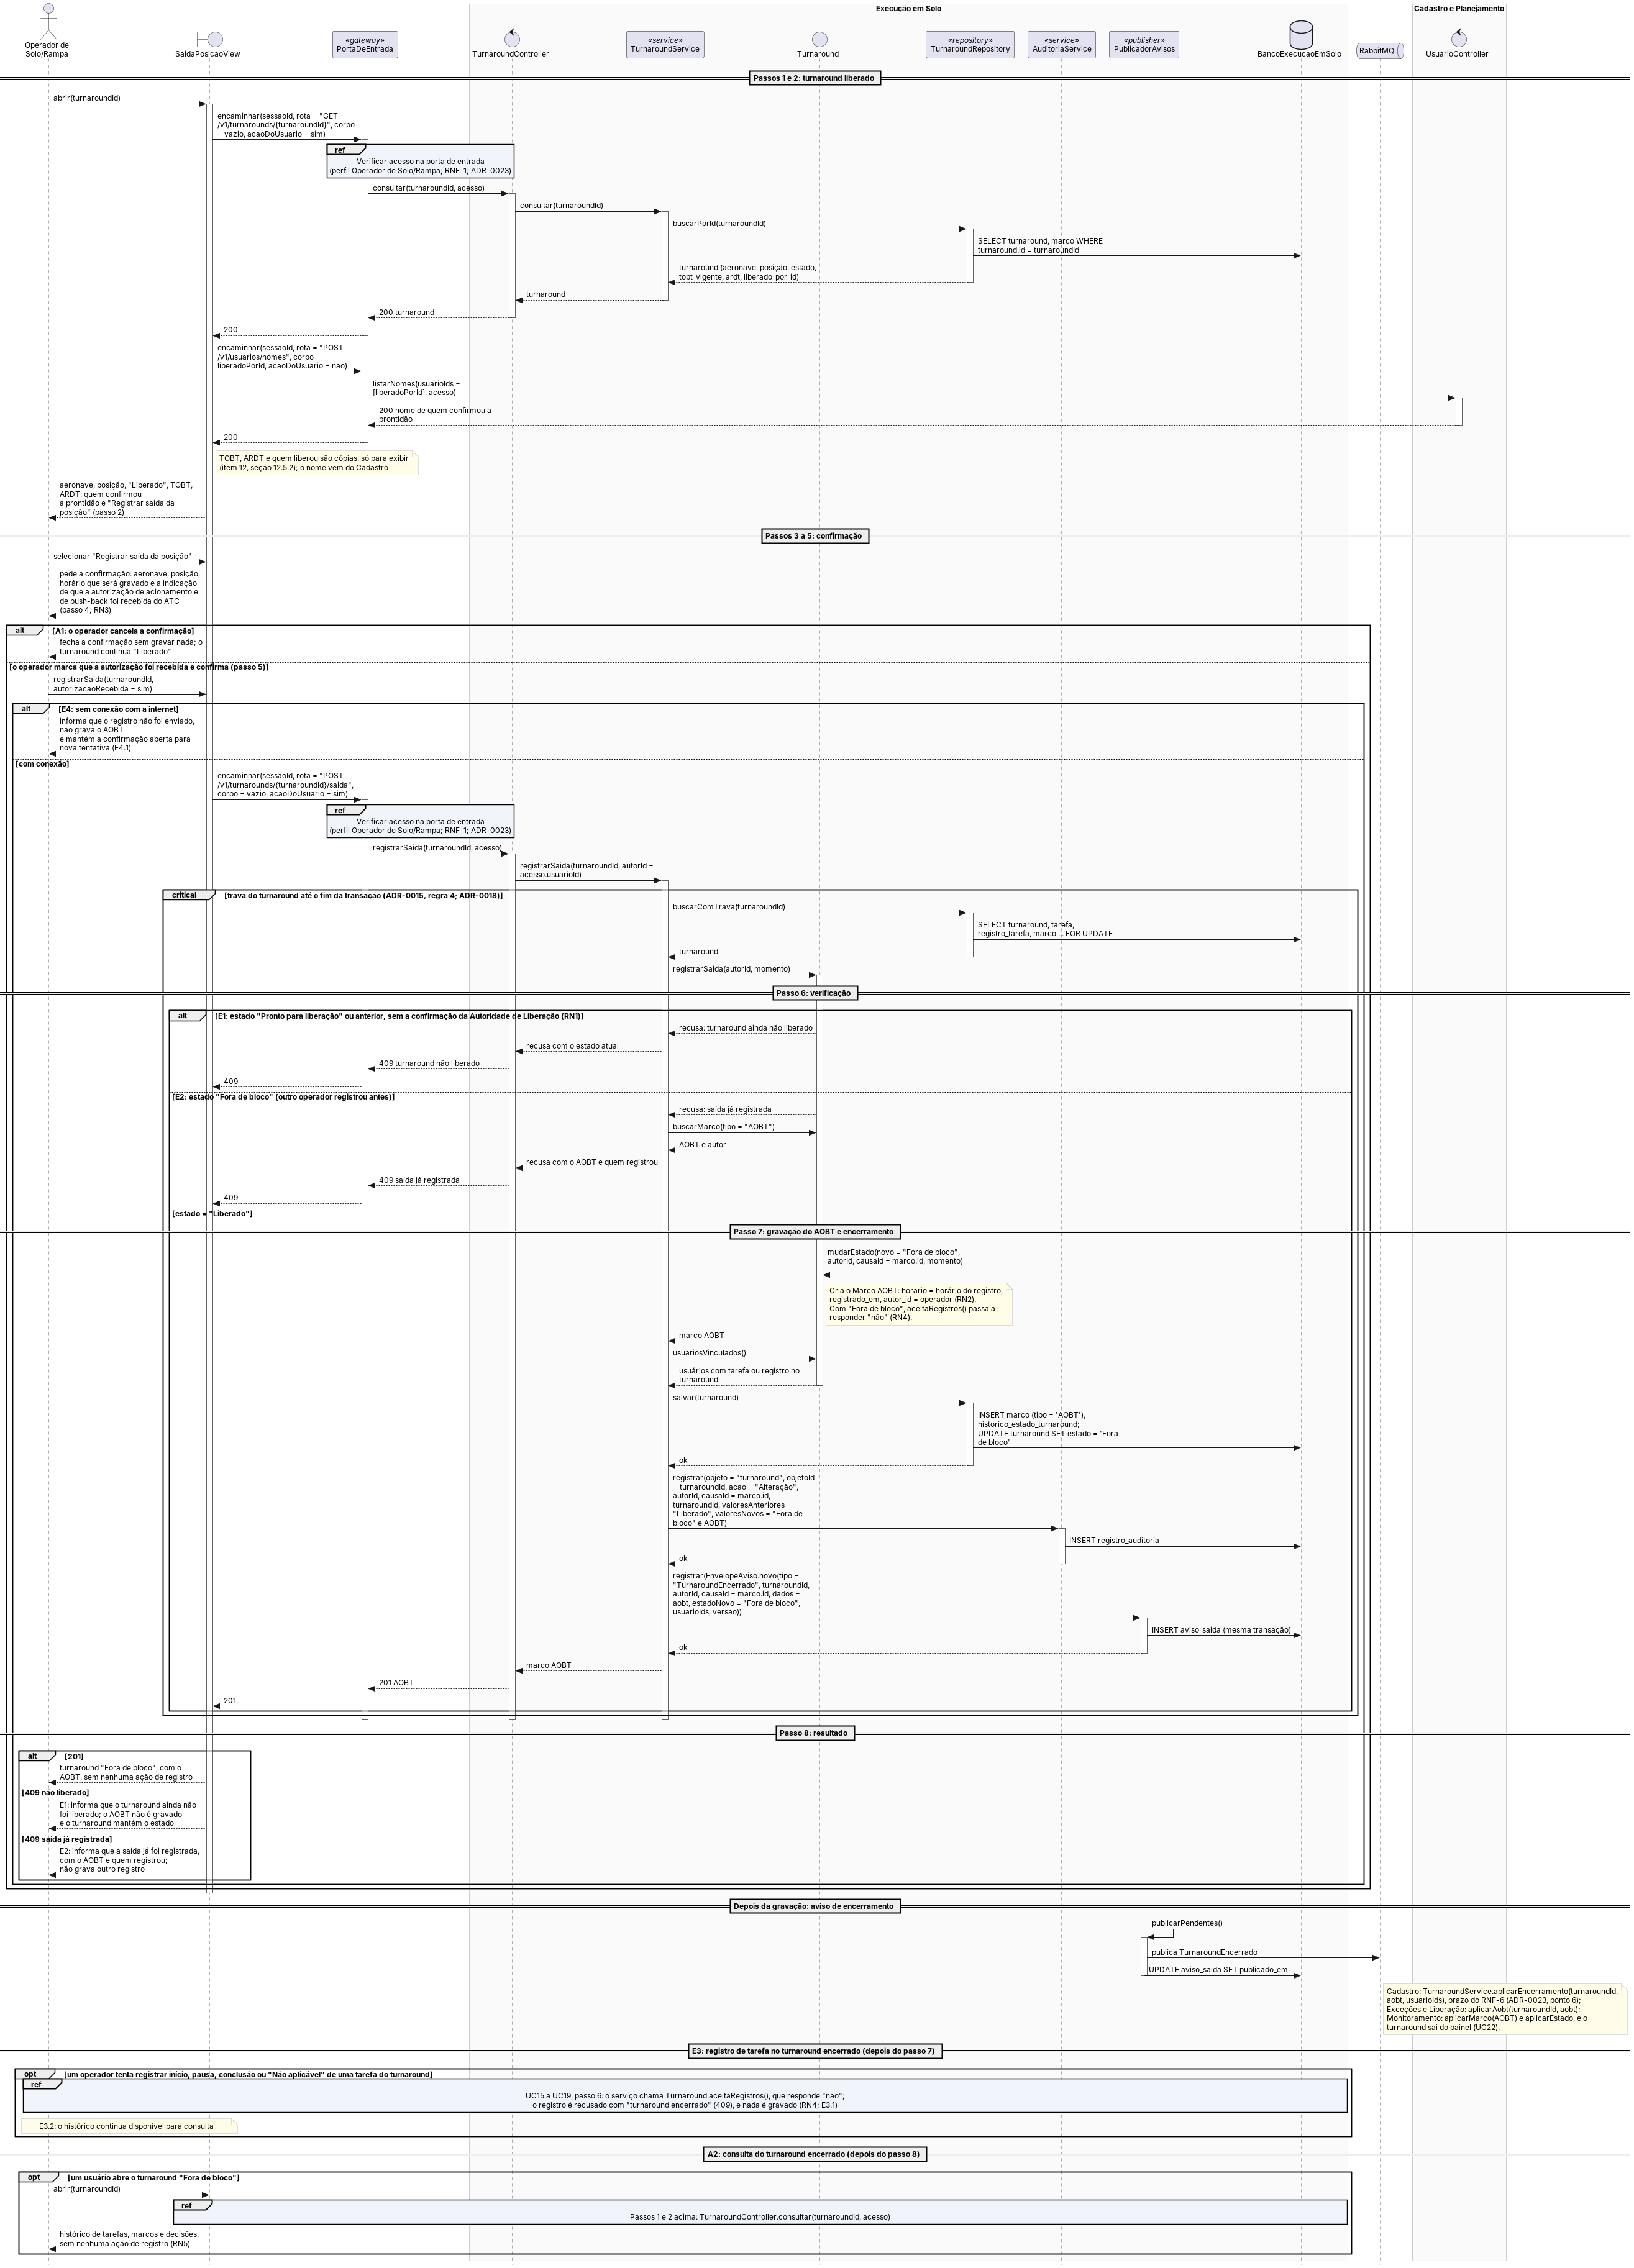 Execução em Solo
Cadastro e Planejamento
Operador de
Solo/Rampa
SaidaPosicaoView
«gateway»
PortaDeEntrada
TurnaroundController
«service»
TurnaroundService
Turnaround
«repository»
TurnaroundRepository
«service»
AuditoriaService
«publisher»
PublicadorAvisos
BancoExecucaoEmSolo
RabbitMQ
UsuarioController
Passos 1 e 2: turnaround liberado
abrir(turnaroundId)
encaminhar(sessaoId, rota = "GET
/v1/turnarounds/{turnaroundId}", corpo
= vazio, acaoDoUsuario = sim)
ref
Verificar acesso na porta de entrada
(perfil Operador de Solo/Rampa; RNF-1; ADR-0023)
consultar(turnaroundId, acesso)
consultar(turnaroundId)
buscarPorId(turnaroundId)
SELECT turnaround, marco WHERE
turnaround.id = turnaroundId
turnaround (aeronave, posição, estado,
tobt_vigente, ardt, liberado_por_id)
turnaround
200 turnaround
200
encaminhar(sessaoId, rota = "POST
/v1/usuarios/nomes", corpo =
liberadoPorId, acaoDoUsuario = não)
listarNomes(usuarioIds =
[liberadoPorId], acesso)
200 nome de quem confirmou a
prontidão
200
TOBT, ARDT e quem liberou são cópias, só para exibir
(item 12, seção 12.5.2); o nome vem do Cadastro
aeronave, posição, "Liberado", TOBT,
ARDT, quem confirmou
a prontidão e "Registrar saída da
posição" (passo 2)
Passos 3 a 5: confirmação
selecionar "Registrar saída da posição"
pede a confirmação: aeronave, posição,
horário que será gravado e a indicação
de que a autorização de acionamento e
de push-back foi recebida do ATC
(passo 4; RN3)
alt
[A1: o operador cancela a confirmação]
fecha a confirmação sem gravar nada; o
turnaround continua "Liberado"
[o operador marca que a autorização foi recebida e confirma (passo 5)]
registrarSaida(turnaroundId,
autorizacaoRecebida = sim)
alt
[E4: sem conexão com a internet]
informa que o registro não foi enviado,
não grava o AOBT
e mantém a confirmação aberta para
nova tentativa (E4.1)
[com conexão]
encaminhar(sessaoId, rota = "POST
/v1/turnarounds/{turnaroundId}/saida",
corpo = vazio, acaoDoUsuario = sim)
ref
Verificar acesso na porta de entrada
(perfil Operador de Solo/Rampa; RNF-1; ADR-0023)
registrarSaida(turnaroundId, acesso)
registrarSaida(turnaroundId, autorId =
acesso.usuarioId)
critical
[trava do turnaround até o fim da transação (ADR-0015, regra 4; ADR-0018)]
buscarComTrava(turnaroundId)
SELECT turnaround, tarefa,
registro_tarefa, marco ... FOR UPDATE
turnaround
registrarSaida(autorId, momento)
Passo 6: verificação
alt
[E1: estado "Pronto para liberação" ou anterior, sem a confirmação da Autoridade de Liberação (RN1)]
recusa: turnaround ainda não liberado
recusa com o estado atual
409 turnaround não liberado
409
[E2: estado "Fora de bloco" (outro operador registrou antes)]
recusa: saída já registrada
buscarMarco(tipo = "AOBT")
AOBT e autor
recusa com o AOBT e quem registrou
409 saída já registrada
409
[estado = "Liberado"]
Passo 7: gravação do AOBT e encerramento
mudarEstado(novo = "Fora de bloco",
autorId, causaId = marco.id, momento)
Cria o Marco AOBT: horario = horário do registro,
registrado_em, autor_id = operador (RN2).
Com "Fora de bloco", aceitaRegistros() passa a
responder "não" (RN4).
marco AOBT
usuariosVinculados()
usuários com tarefa ou registro no
turnaround
salvar(turnaround)
INSERT marco (tipo = 'AOBT'),
historico_estado_turnaround;
UPDATE turnaround SET estado = 'Fora
de bloco'
ok
registrar(objeto = "turnaround", objetoId
= turnaroundId, acao = "Alteração",
autorId, causaId = marco.id,
turnaroundId, valoresAnteriores =
"Liberado", valoresNovos = "Fora de
bloco" e AOBT)
INSERT registro_auditoria
ok
registrar(EnvelopeAviso.novo(tipo =
"TurnaroundEncerrado", turnaroundId,
autorId, causaId = marco.id, dados =
aobt, estadoNovo = "Fora de bloco",
usuarioIds, versao))
INSERT aviso_saida (mesma transação)
ok
marco AOBT
201 AOBT
201
Passo 8: resultado
alt
[201]
turnaround "Fora de bloco", com o
AOBT, sem nenhuma ação de registro
[409 não liberado]
E1: informa que o turnaround ainda não
foi liberado; o AOBT não é gravado
e o turnaround mantém o estado
[409 saída já registrada]
E2: informa que a saída já foi registrada,
com o AOBT e quem registrou;
não grava outro registro
Depois da gravação: aviso de encerramento
publicarPendentes()
publica TurnaroundEncerrado
UPDATE aviso_saida SET publicado_em
Cadastro: TurnaroundService.aplicarEncerramento(turnaroundId,
aobt, usuarioIds), prazo do RNF-6 (ADR-0023, ponto 6);
Exceções e Liberação: aplicarAobt(turnaroundId, aobt);
Monitoramento: aplicarMarco(AOBT) e aplicarEstado, e o
turnaround sai do painel (UC22).
E3: registro de tarefa no turnaround encerrado (depois do passo 7)
opt
[um operador tenta registrar início, pausa, conclusão ou "Não aplicável" de uma tarefa do turnaround]
ref
UC15 a UC19, passo 6: o serviço chama Turnaround.aceitaRegistros(), que responde "não";
o registro é recusado com "turnaround encerrado" (409), e nada é gravado (RN4; E3.1)
E3.2: o histórico continua disponível para consulta
A2: consulta do turnaround encerrado (depois do passo 8)
opt
[um usuário abre o turnaround "Fora de bloco"]
abrir(turnaroundId)
ref
Passos 1 e 2 acima: TurnaroundController.consultar(turnaroundId, acesso)
histórico de tarefas, marcos e decisões,
sem nenhuma ação de registro (RN5)